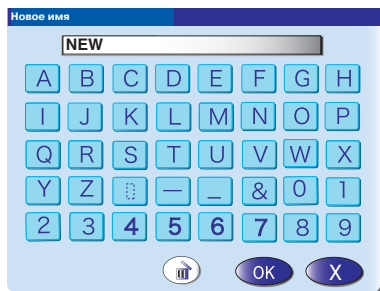 Новое имя
NEW
A B C D E F G H
I J K L M N O P
Q R S T U V W X
Y Z — _ & 0 1
2 3 4 5 6 7 8 9
OK X